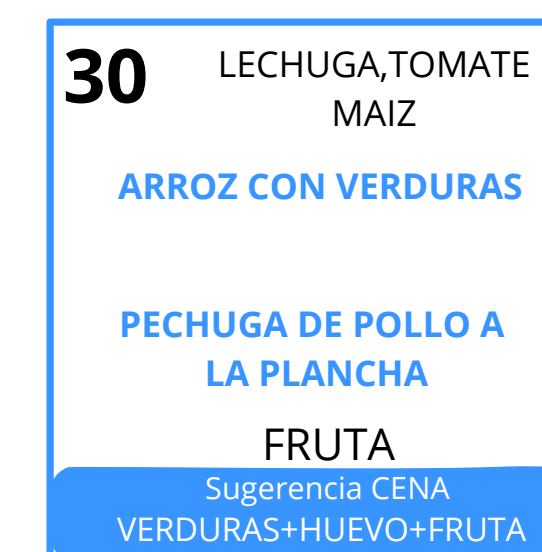 30
LECHUGA,TOMATE
MAIZ
ARROZ CON VERDURAS
PECHUGA DE POLLO A
LA PLANCHA
FRUTA
Sugerencia CENA
VERDURAS+HUEVO+FRUTA